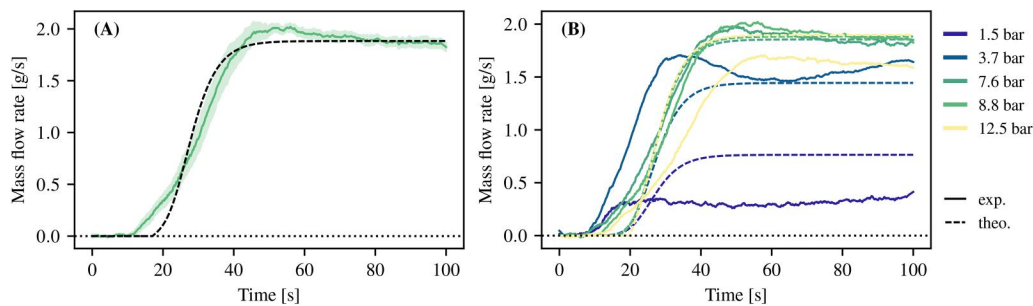 (A)
Mass flow rate [g/s]
2.0
1.5
1.0
0.5
0.0
0 20 40 60 80 100
Time [s]
(B)
Mass flow rate [g/s]
2.0
1.5
1.0
0.5
0.0
0 20 40 60 80 100
Time [s]
1.5 bar
3.7 bar
7.6 bar
8.8 bar
12.5 bar
exp.
theo.